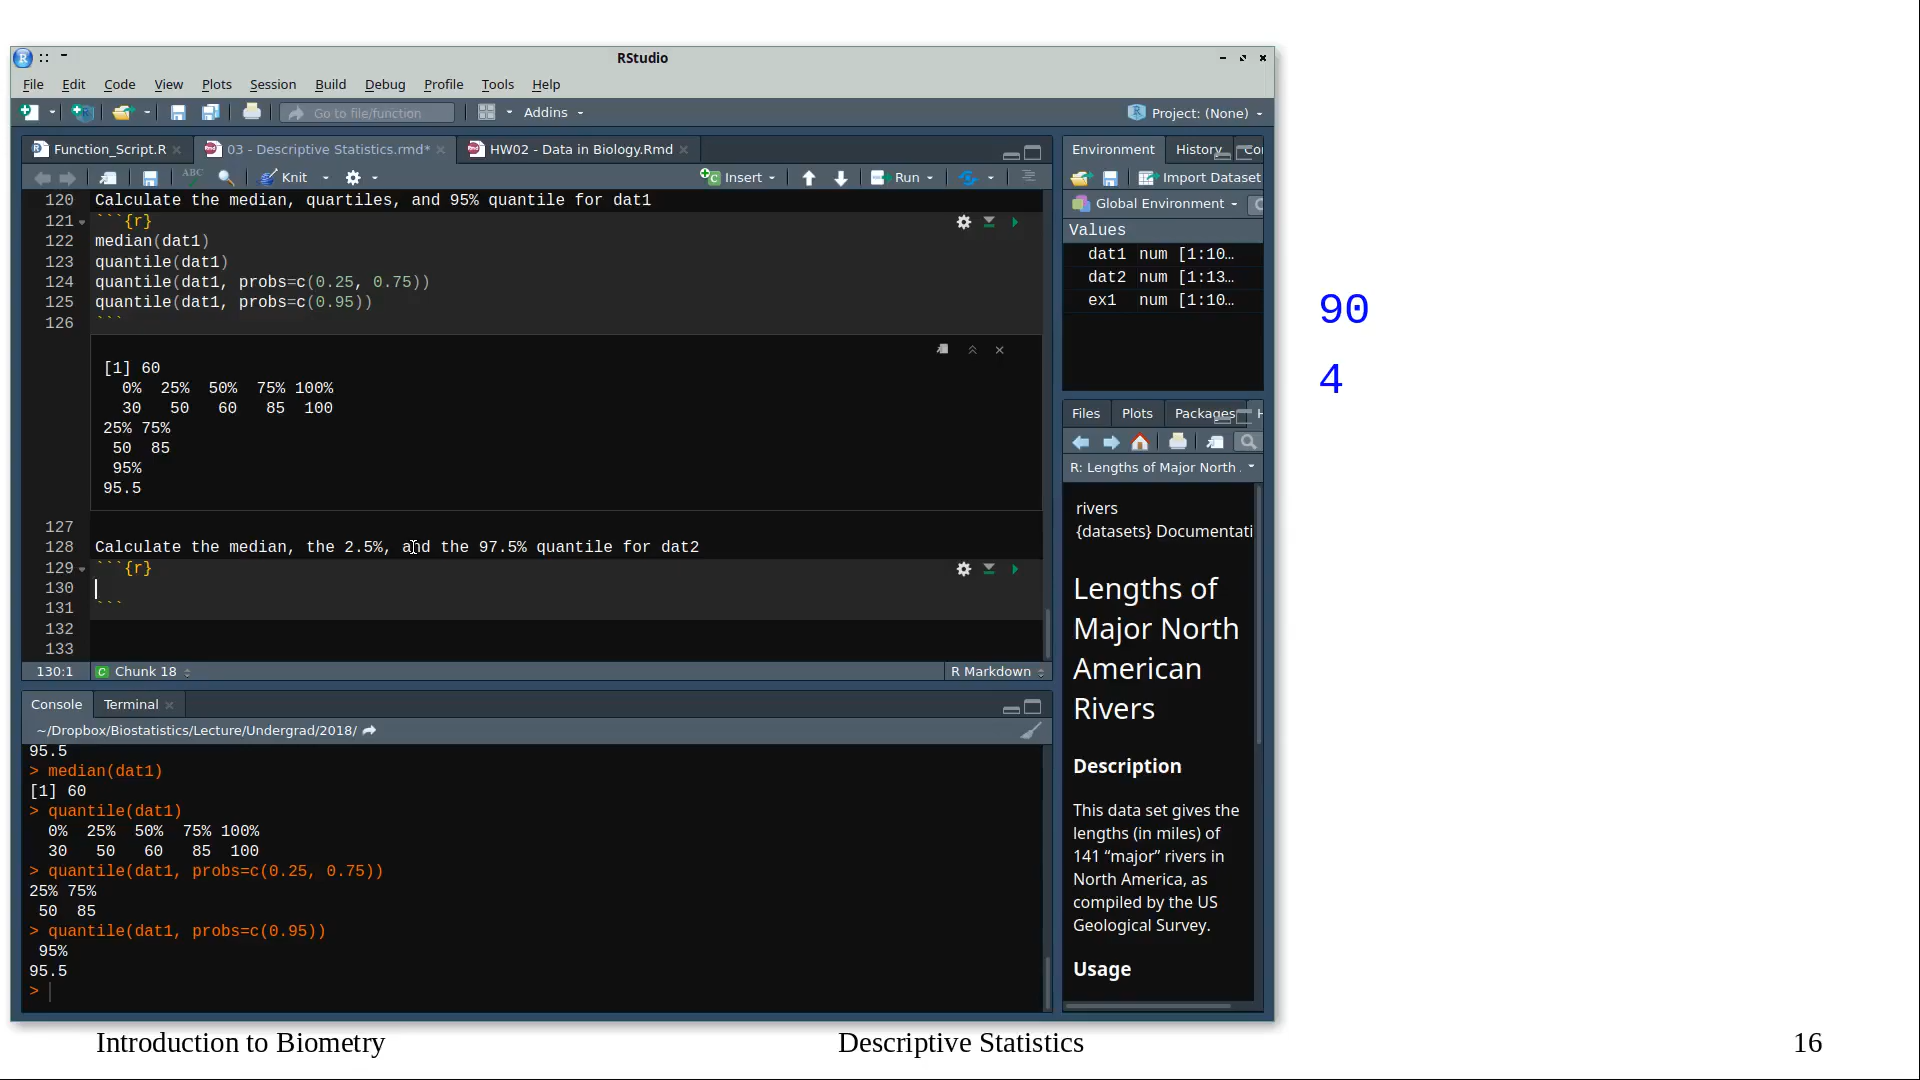 RStudio
File Edit Code View Plots Session Build Debug Profile Tools Help
Go to file/function Addins Project: (None)
Function_Script.R 03 - Descriptive Statistics.rmd* HW02 - Data in Biology.Rmd
ABC Knit Insert Run
120 Calculate the median, quartiles, and 95% quantile for dat1
121 ```{r}
122 median(dat1)
123 quantile(dat1)
124 quantile(dat1, probs=c(0.25, 0.75))
125 quantile(dat1, probs=c(0.95))
126 ```
[1] 60
0% 25% 50% 75% 100%
30 50 60 85 100
25% 75%
50 85
95%
95.5
127
128 Calculate the median, the 2.5%, and the 97.5% quantile for dat2
129 ```{r}
130
131 ```
132
133
130:1 Chunk 18 R Markdown
Console Terminal
~/Dropbox/Biostatistics/Lecture/Undergrad/2018/
95.5
> median(dat1)
[1] 60
> quantile(dat1)
0% 25% 50% 75% 100%
30 50 60 85 100
> quantile(dat1, probs=c(0.25, 0.75))
25% 75%
50 85
> quantile(dat1, probs=c(0.95))
95%
95.5
>
Environment History
Import Dataset
Global Environment
Values
dat1 num [1:10…
dat2 num [1:13…
ex1 num [1:10…
Files Plots Packages
R: Lengths of Major North
rivers
{datasets} Documentati
Lengths of
Major North
American
Rivers
Description
This data set gives the
lengths (in miles) of
141 “major” rivers in
North America, as
compiled by the US
Geological Survey.
Usage
90
4
Introduction to Biometry Descriptive Statistics 16